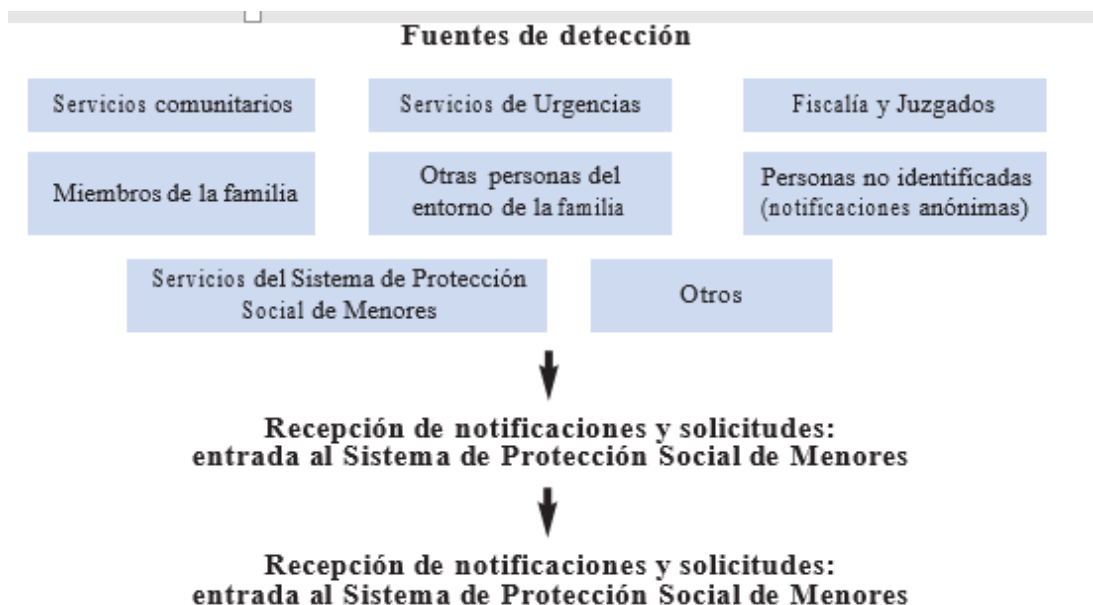 Fuentes de detección
Servicios comunitarios
Servicios de Urgencias
Fiscalía y Juzgados
Miembros de la familia
Otras personas del
entorno de la familia
Personas no identificadas
(notificaciones anónimas)
Servicios del Sistema de Protección
Social de Menores
Otros
Recepción de notificaciones y solicitudes:
entrada al Sistema de Protección Social de Menores
Recepción de notificaciones y solicitudes:
entrada al Sistema de Protección Social de Menores